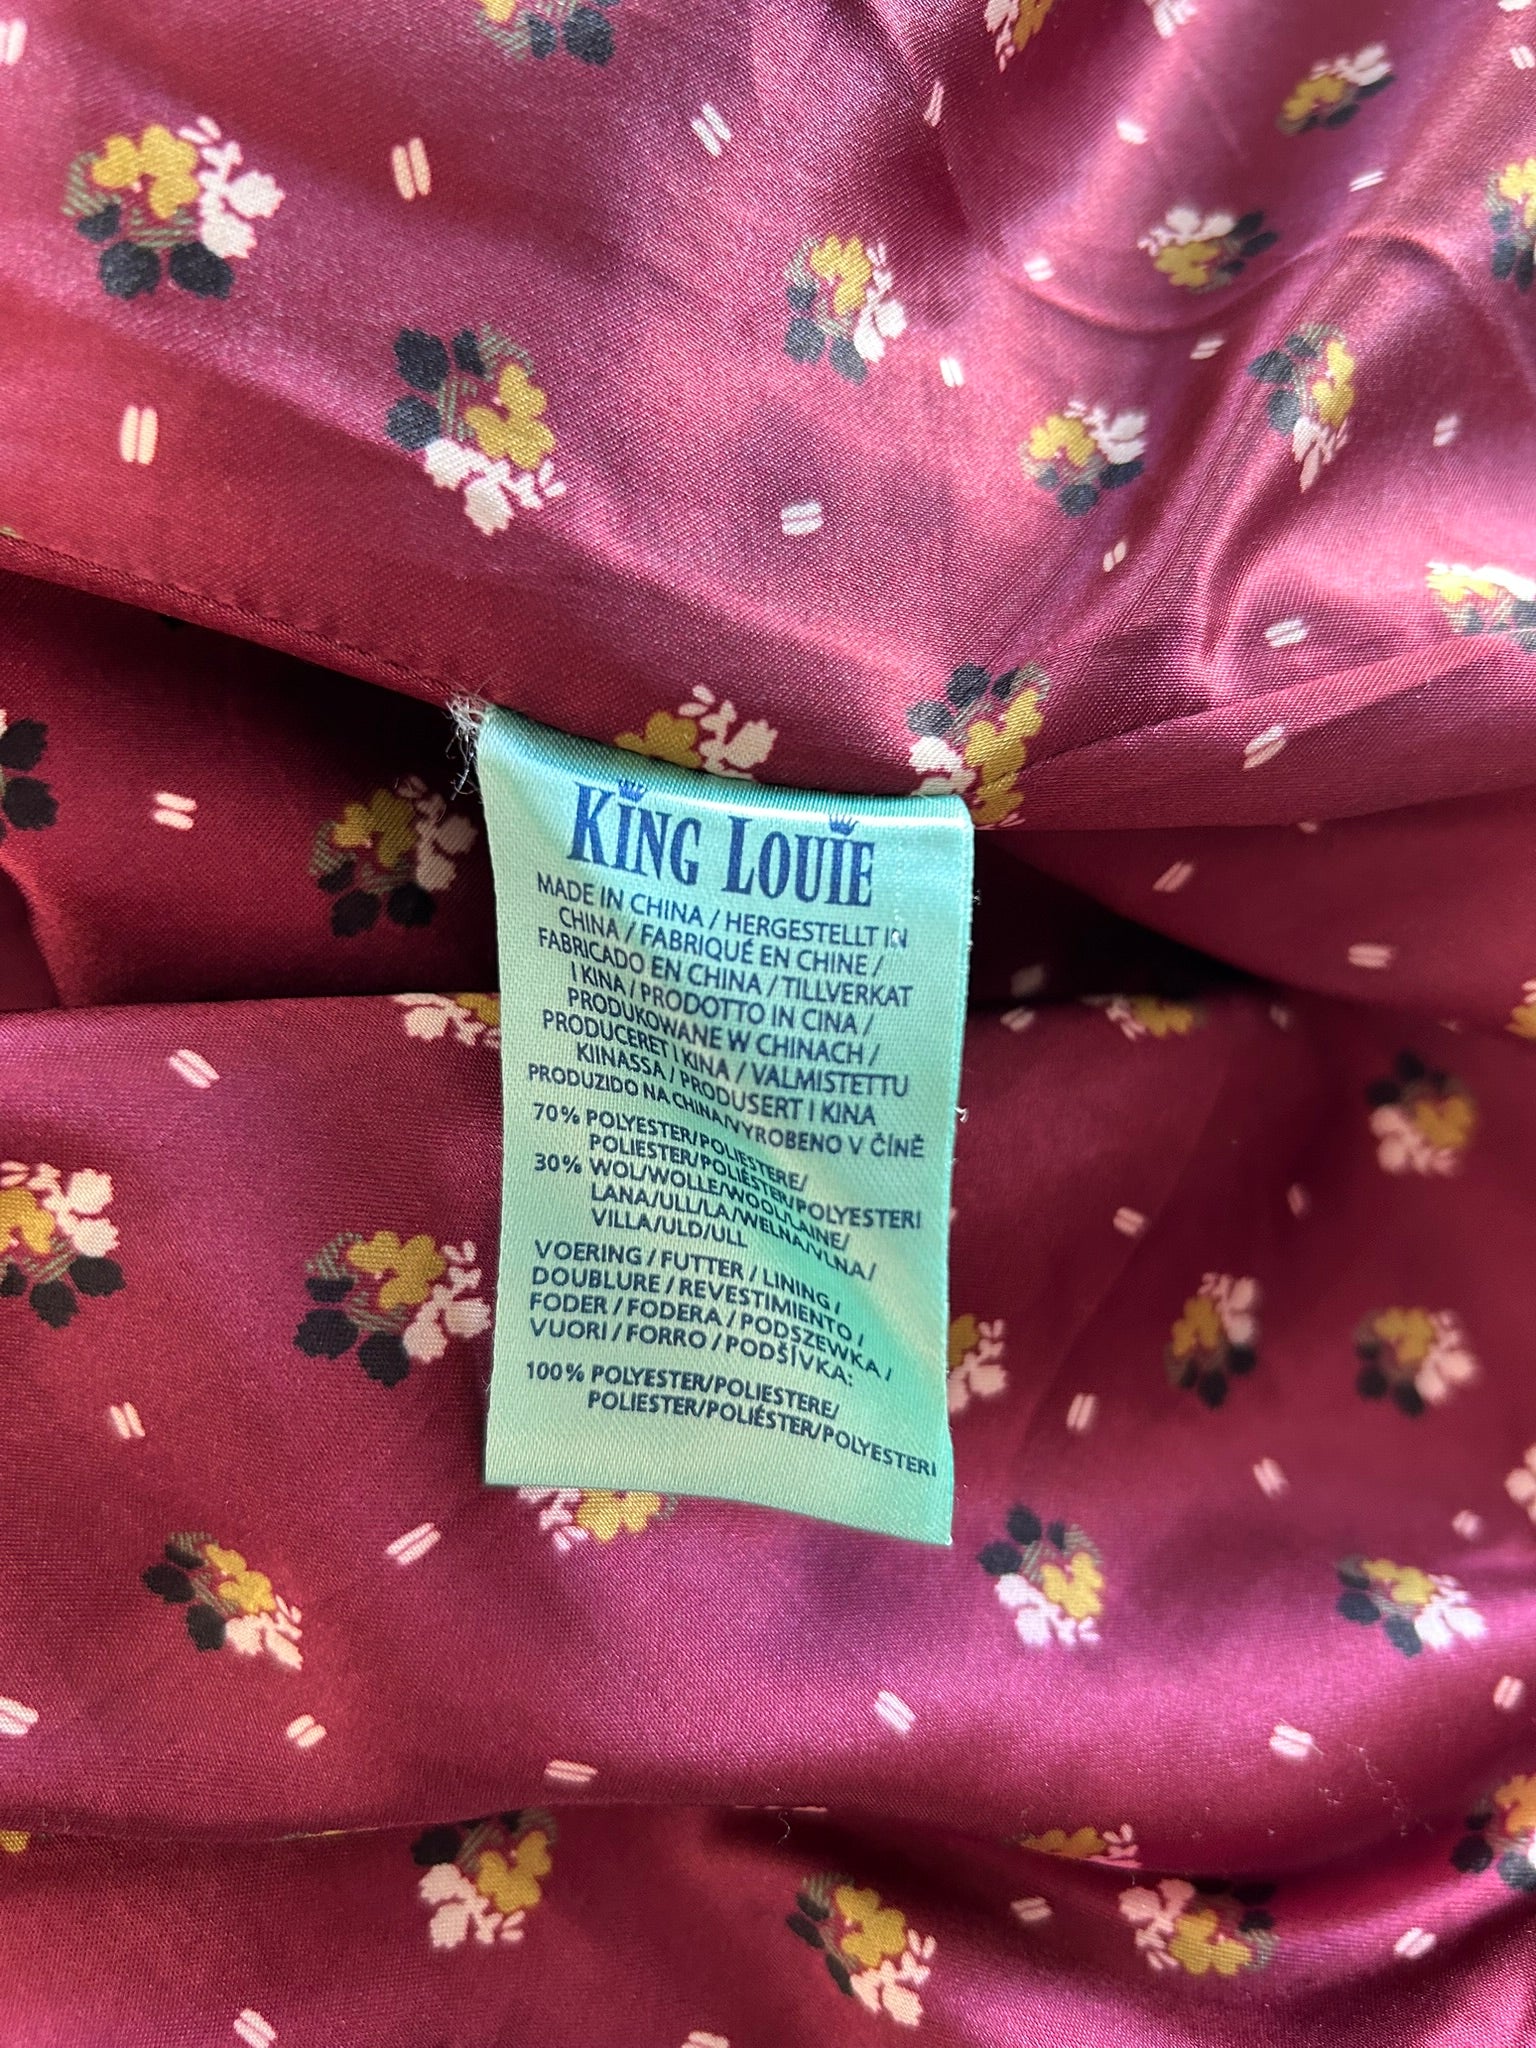 KING LOUIE
MADE IN CHINA / HERGESTELLT IN
CHINA / FABRIQUÉ EN CHINE /
FABRICADO EN CHINA / TILLVERKAT
I KINA / PRODOTTO IN CINA /
PRODUKOWANE W CHINACH /
PRODUCERET I KINA / VALMISTETTU
KIINASSA / PRODUSERT I KINA
PRODUZIDO NA CHINA/VYROBENO V ČÍNĚ
70% POLYESTER/POLIESTERE/
POLIESTER/POLIÉSTER/POLYESTERI
30% WOL/WOLLE/WOOL/LAINE/
LANA/ULL/LA/WELNA/VLNA/
VILLA/ULD/ULL
VOERING / FUTTER / LINING /
DOUBLURE / REVESTIMIENTO /
FODER / FODERA / PODSZEWKA /
VUORI / FORRO / PODŠÍVKA:
100% POLYESTER/POLIESTERE/
POLIESTER/POLIÉSTER/POLYESTERI